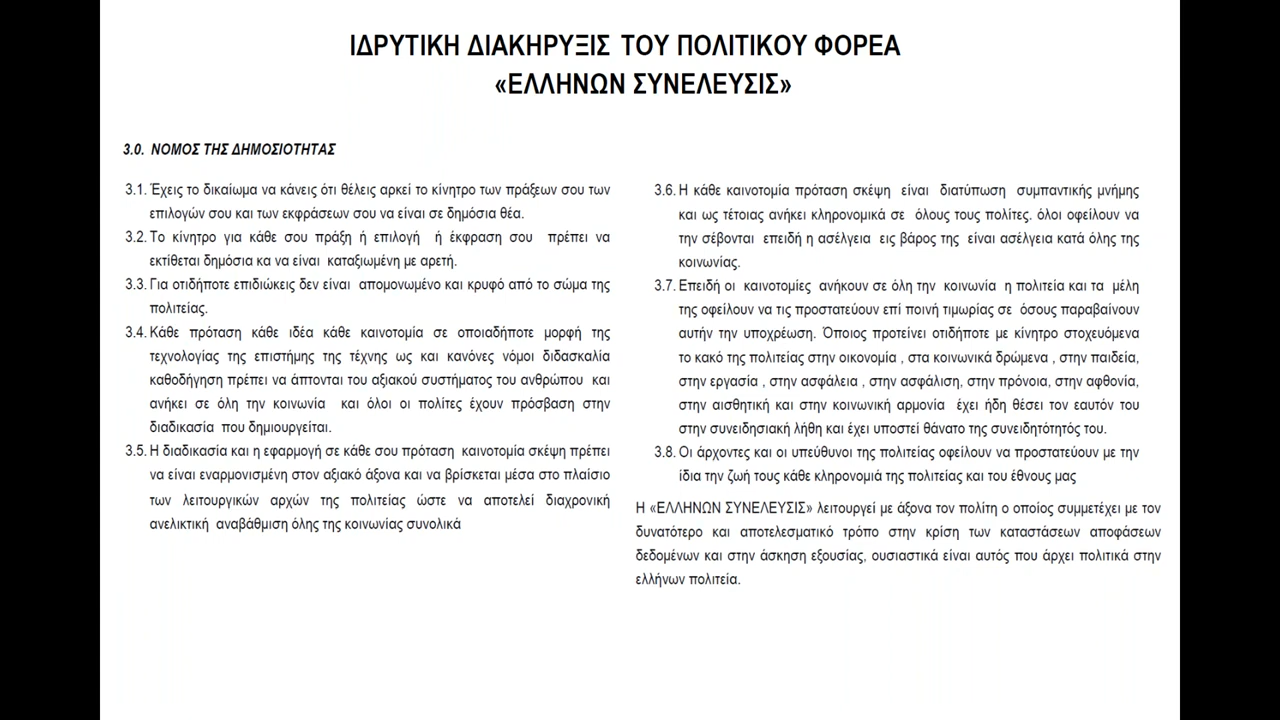 ΙΔΡΥΤΙΚΗ ΔΙΑΚΗΡΥΞΙΣ ΤΟΥ ΠΟΛΙΤΙΚΟΥ ΦΟΡΕΑ
«ΕΛΛΗΝΩΝ ΣΥΝΕΛΕΥΣΙΣ»
3.0. ΝΟΜΟΣ ΤΗΣ ΔΗΜΟΣΙΟΤΗΤΑΣ
3.1. Έχεις το δικαίωμα να κάνεις ότι θέλεις αρκεί το κίνητρο των πράξεων σου των
επιλογών σου και των εκφράσεων σου να είναι σε δημόσια θέα.
3.2. Το κίνητρο για κάθε σου πράξη ή επιλογή ή έκφραση σου πρέπει να
εκτίθεται δημόσια κα να είναι καταξιωμένη με αρετή.
3.3. Για οτιδήποτε επιδιώκεις δεν είναι απομονωμένο και κρυφό από το σώμα της
πολιτείας.
3.4. Κάθε πρόταση κάθε ιδέα κάθε καινοτομία σε οποιαδήποτε μορφή της
τεχνολογίας της επιστήμης της τέχνης ως και κανόνες νόμοι διδασκαλία
καθοδήγηση πρέπει να άπτονται του αξιακού συστήματος του ανθρώπου και
ανήκει σε όλη την κοινωνία και όλοι οι πολίτες έχουν πρόσβαση στην
διαδικασία που δημιουργείται.
3.5. Η διαδικασία και η εφαρμογή σε κάθε σου πρόταση καινοτομία σκέψη πρέπει
να είναι εναρμονισμένη στον αξιακό άξονα και να βρίσκεται μέσα στο πλαίσιο
των λειτουργικών αρχών της πολιτείας ώστε να αποτελεί διαχρονική
ανελικτική αναβάθμιση όλης της κοινωνίας συνολικά
3.6. Η κάθε καινοτομία πρόταση σκέψη είναι διατύπωση συμπαντικής μνήμης
και ως τέτοιας ανήκει κληρονομικά σε όλους τους πολίτες. όλοι οφείλουν να
την σέβονται επειδή η ασέλγεια εις βάρος της είναι ασέλγεια κατά όλης της
κοινωνίας.
3.7. Επειδή οι καινοτομίες ανήκουν σε όλη την κοινωνία η πολιτεία και τα μέλη
της οφείλουν να τις προστατεύουν επί ποινή τιμωρίας σε όσους παραβαίνουν
αυτήν την υποχρέωση. Όποιος προτείνει οτιδήποτε με κίνητρο στοχευόμενα
το κακό της πολιτείας στην οικονομία , στα κοινωνικά δρώμενα , στην παιδεία,
στην εργασία , στην ασφάλεια , στην ασφάλιση, στην πρόνοια, στην αφθονία,
στην αισθητική και στην κοινωνική αρμονία έχει ήδη θέσει τον εαυτόν του
στην συνειδησιακή λήθη και έχει υποστεί θάνατο της συνειδητότητός του.
3.8. Οι άρχοντες και οι υπεύθυνοι της πολιτείας οφείλουν να προστατεύουν με την
ίδια την ζωή τους κάθε κληρονομιά της πολιτείας και του έθνους μας
Η «ΕΛΛΗΝΩΝ ΣΥΝΕΛΕΥΣΙΣ» λειτουργεί με άξονα τον πολίτη ο οποίος συμμετέχει με τον
δυνατότερο και αποτελεσματικό τρόπο στην κρίση των καταστάσεων αποφάσεων
δεδομένων και στην άσκηση εξουσίας, ουσιαστικά είναι αυτός που άρχει πολιτικά στην
ελλήνων πολιτεία.